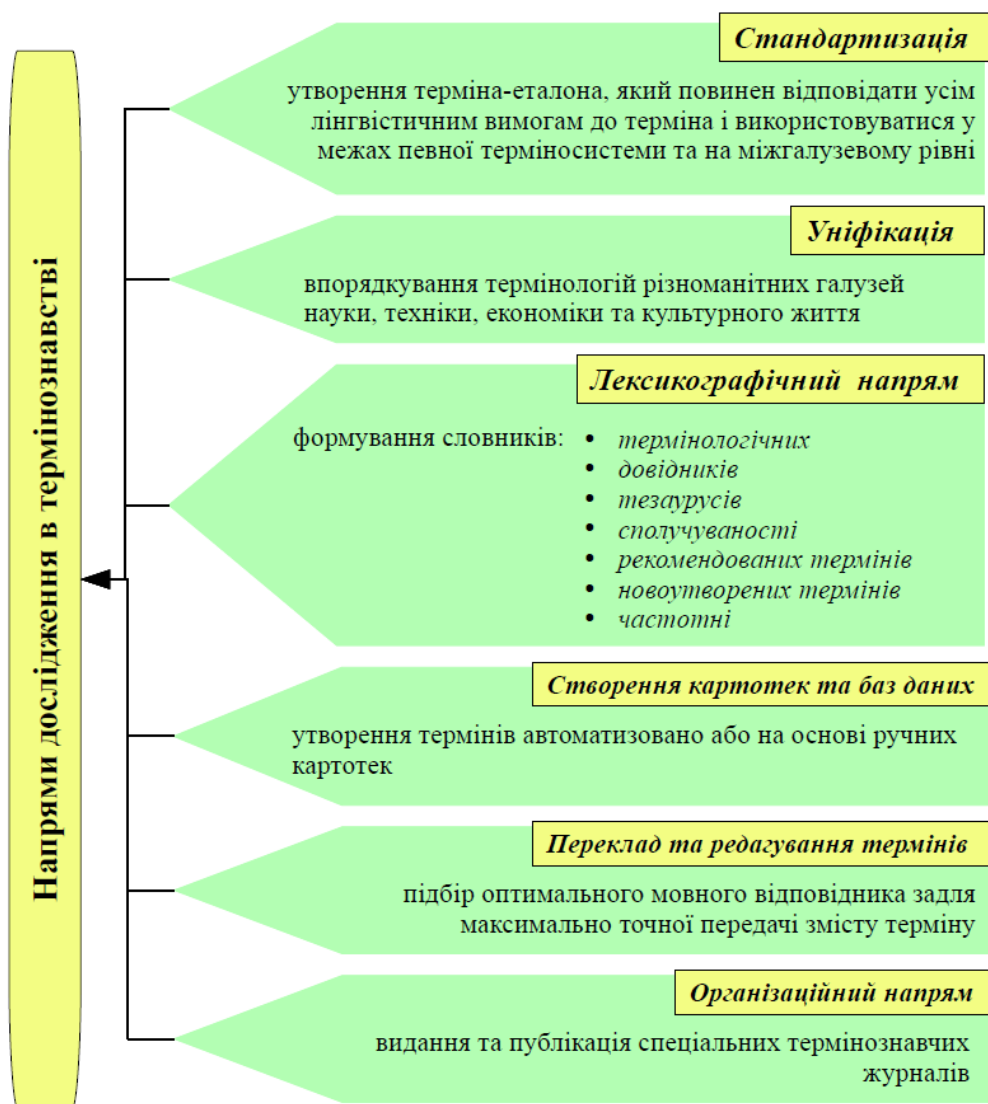 Напрями дослідження в термінознавстві
Стандартизація
утворення терміна-еталона, який повинен відповідати усім
лінгвістичним вимогам до терміна і використовуватися у
межах певної терміносистеми та на міжгалузевому рівні
Уніфікація
впорядкування термінологій різноманітних галузей
науки, техніки, економіки та культурного життя
Лексикографічний напрям
формування словників:
• термінологічних
• довідників
• тезаурусів
• сполучуваності
• рекомендованих термінів
• новоутворених термінів
• частотні
Створення картотек та баз даних
утворення термінів автоматизовано або на основі ручних
картотек
Переклад та редагування термінів
підбір оптимального мовного відповідника задля
максимально точної передачі змісту терміну
Організаційний напрям
видання та публікація спеціальних термінознавчих
журналів